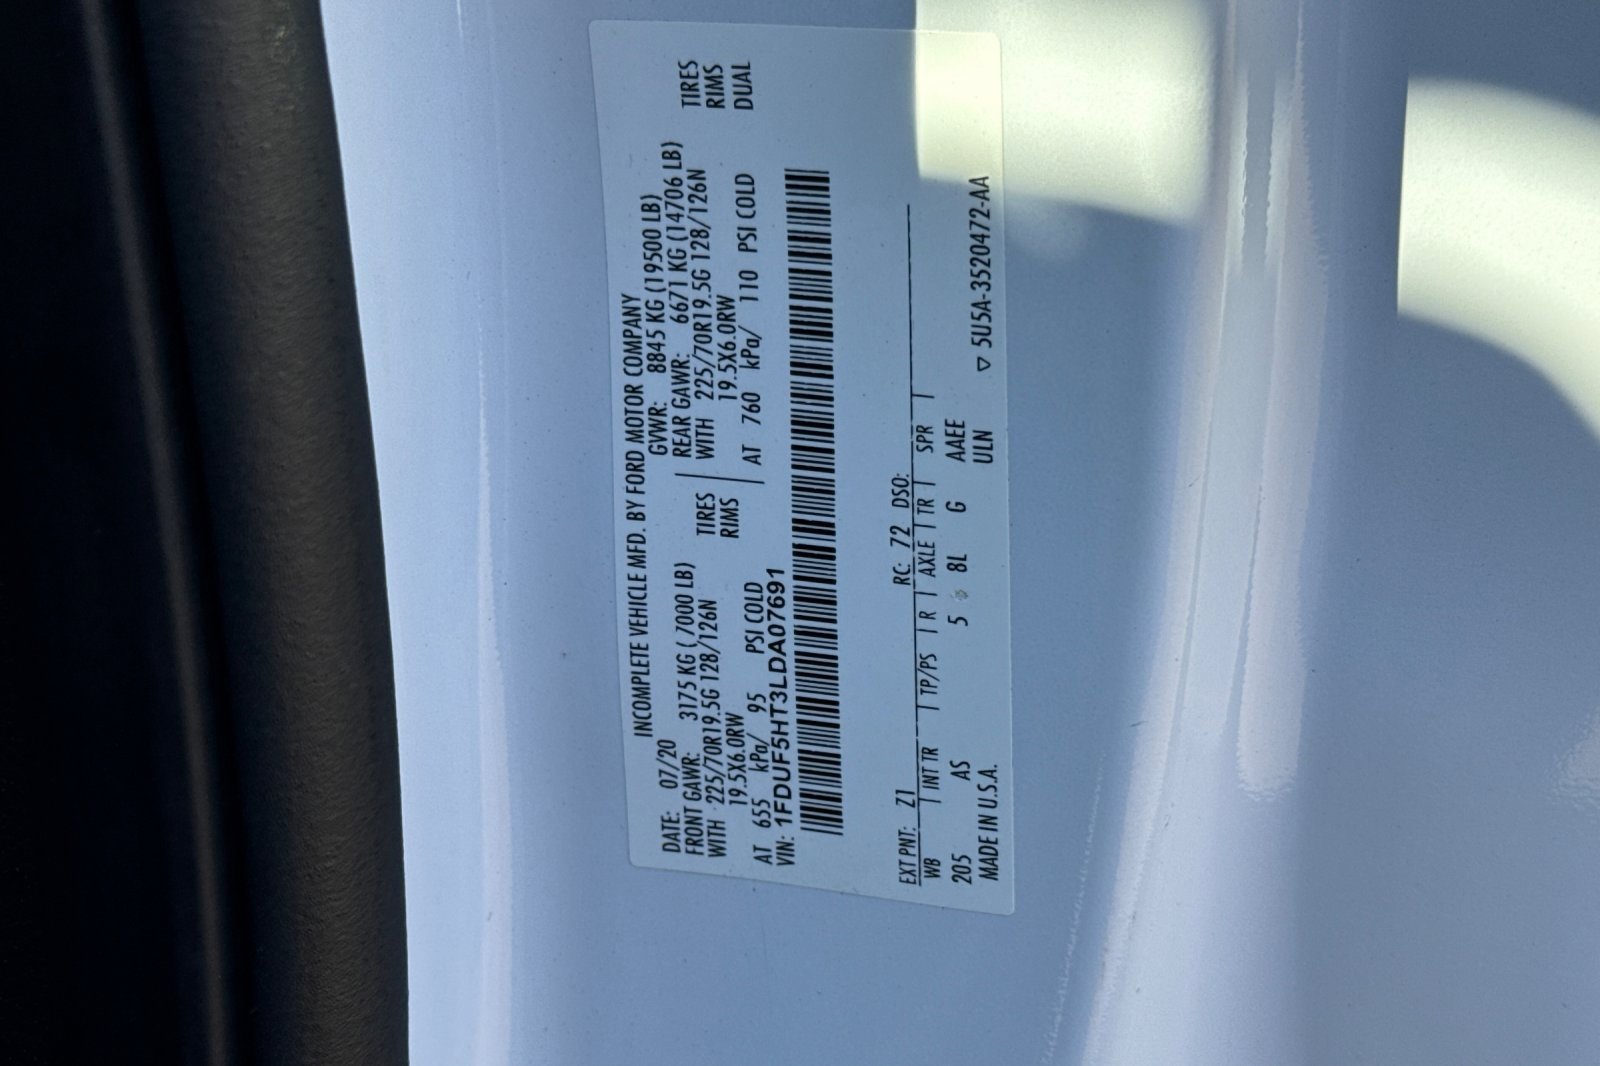 INCOMPLETE VEHICLE MFD. BY FORD MOTOR COMPANY
DATE: 07/20 GVWR: 8845 KG (19500 LB)
FRONT GAWR: 3175 KG ( 7000 LB) REAR GAWR: 6671 KG (14706 LB)
WITH 225/70R19.5G 128/126N TIRES WITH 225/70R19.5G 128/126N TIRES
19.5X6.0RW RIMS 19.5X6.0RW RIMS
AT 655 kPa/ 95 PSI COLD AT 760 kPa/ 110 PSI COLD DUAL
VIN: 1FDUF5HT3LDA07691
EXT PNT: Z1 RC: 72 DSO:
WB INT TR TP/PS R AXLE TR SPR
205 AS 5 8L G AAEE
MADE IN U.S.A. ULN ▽ 5U5A-3520472-AA